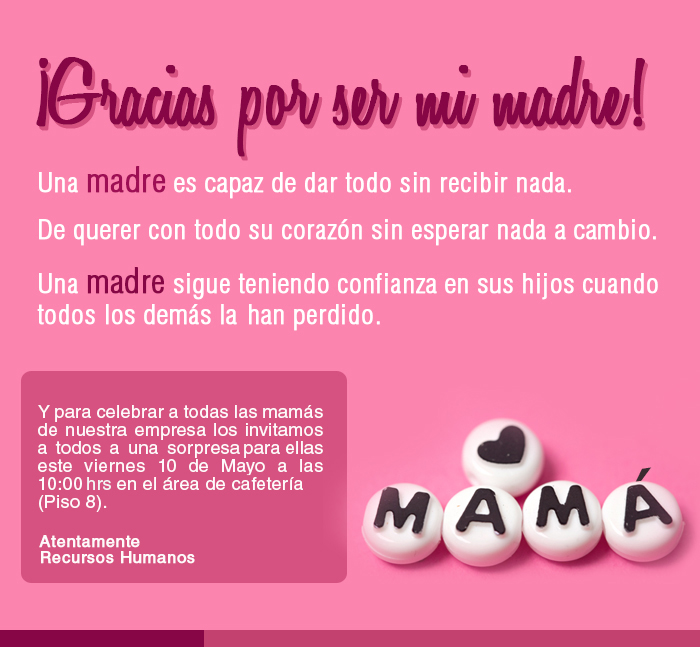 ¡Gracias por ser mi madre!
Una madre es capaz de dar todo sin recibir nada.
De querer con todo su corazón sin esperar nada a cambio.
Una madre sigue teniendo confianza en sus hijos cuando
todos los demás la han perdido.
Y para celebrar a todas las mamás
de nuestra empresa los invitamos
a todos a una sorpresa para ellas
este viernes 10 de Mayo a las
10:00 hrs en el área de cafetería
(Piso 8).
Atentamente
Recursos Humanos
MAMÁ